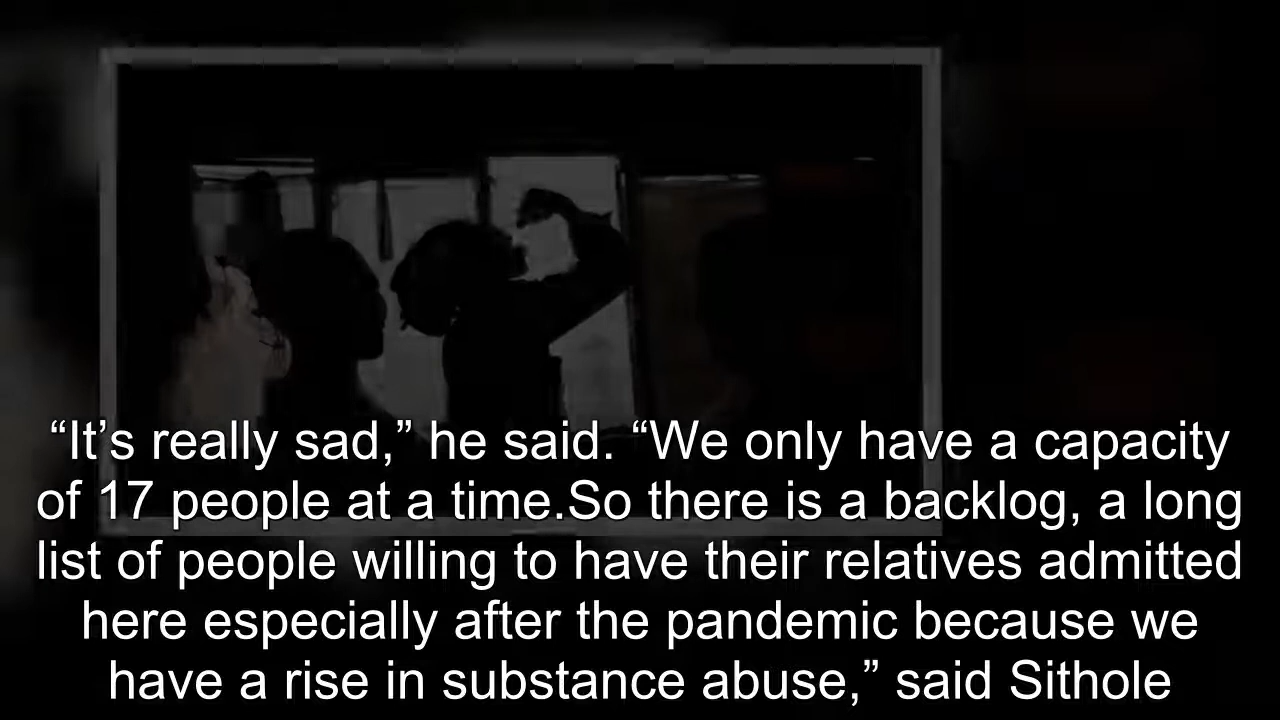 “It’s really sad,” he said. “We only have a capacity
of 17 people at a time.So there is a backlog, a long
list of people willing to have their relatives admitted
here especially after the pandemic because we
have a rise in substance abuse,” said Sithole